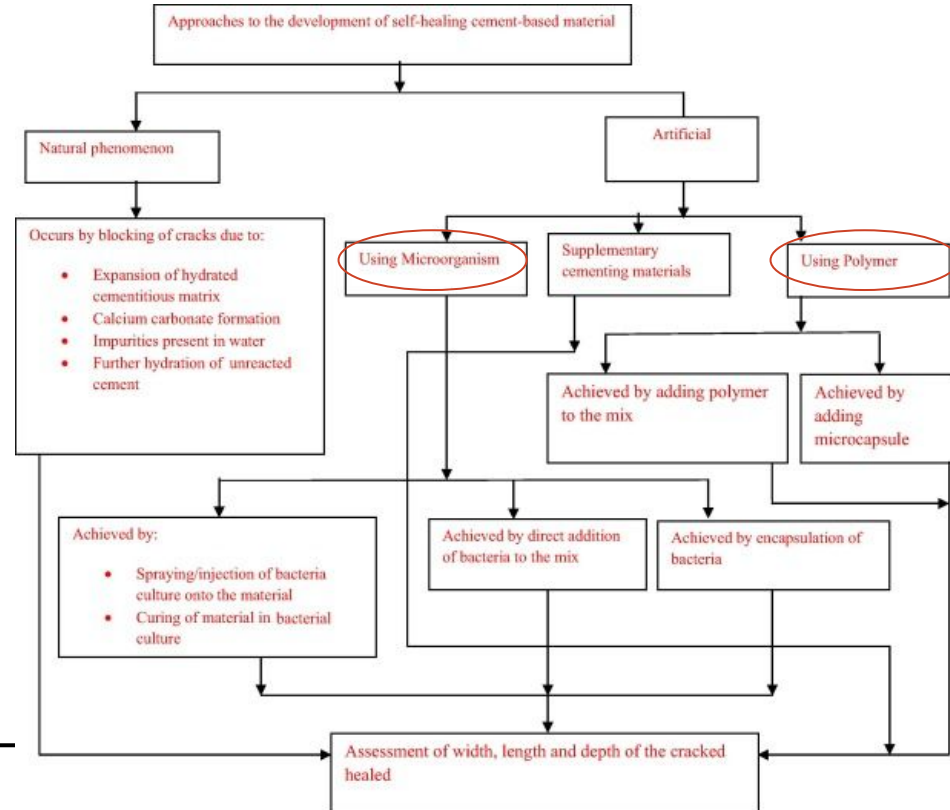 Approaches to the development of self-healing cement-based material
Natural phenomenon
Artificial
Occurs by blocking of cracks due to:
• Expansion of hydrated
cementitious matrix
• Calcium carbonate formation
• Impurities present in water
• Further hydration of unreacted
cement
Using Microorganism
Supplementary
cementing materials
Using Polymer
Achieved by adding polymer
to the mix
Achieved by
adding
microcapsule
Achieved by:
• Spraying/injection of bacteria
culture onto the material
• Curing of material in bacterial
culture
Achieved by direct addition
of bacteria to the mix
Achieved by encapsulation of
bacteria
Assessment of width, length and depth of the cracked
healed